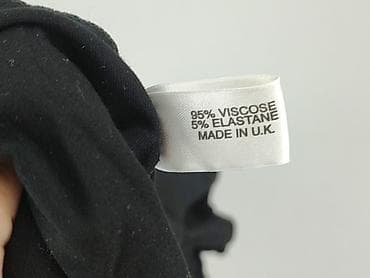 95% VISCOSE
5% ELASTANE
MADE IN U.K.